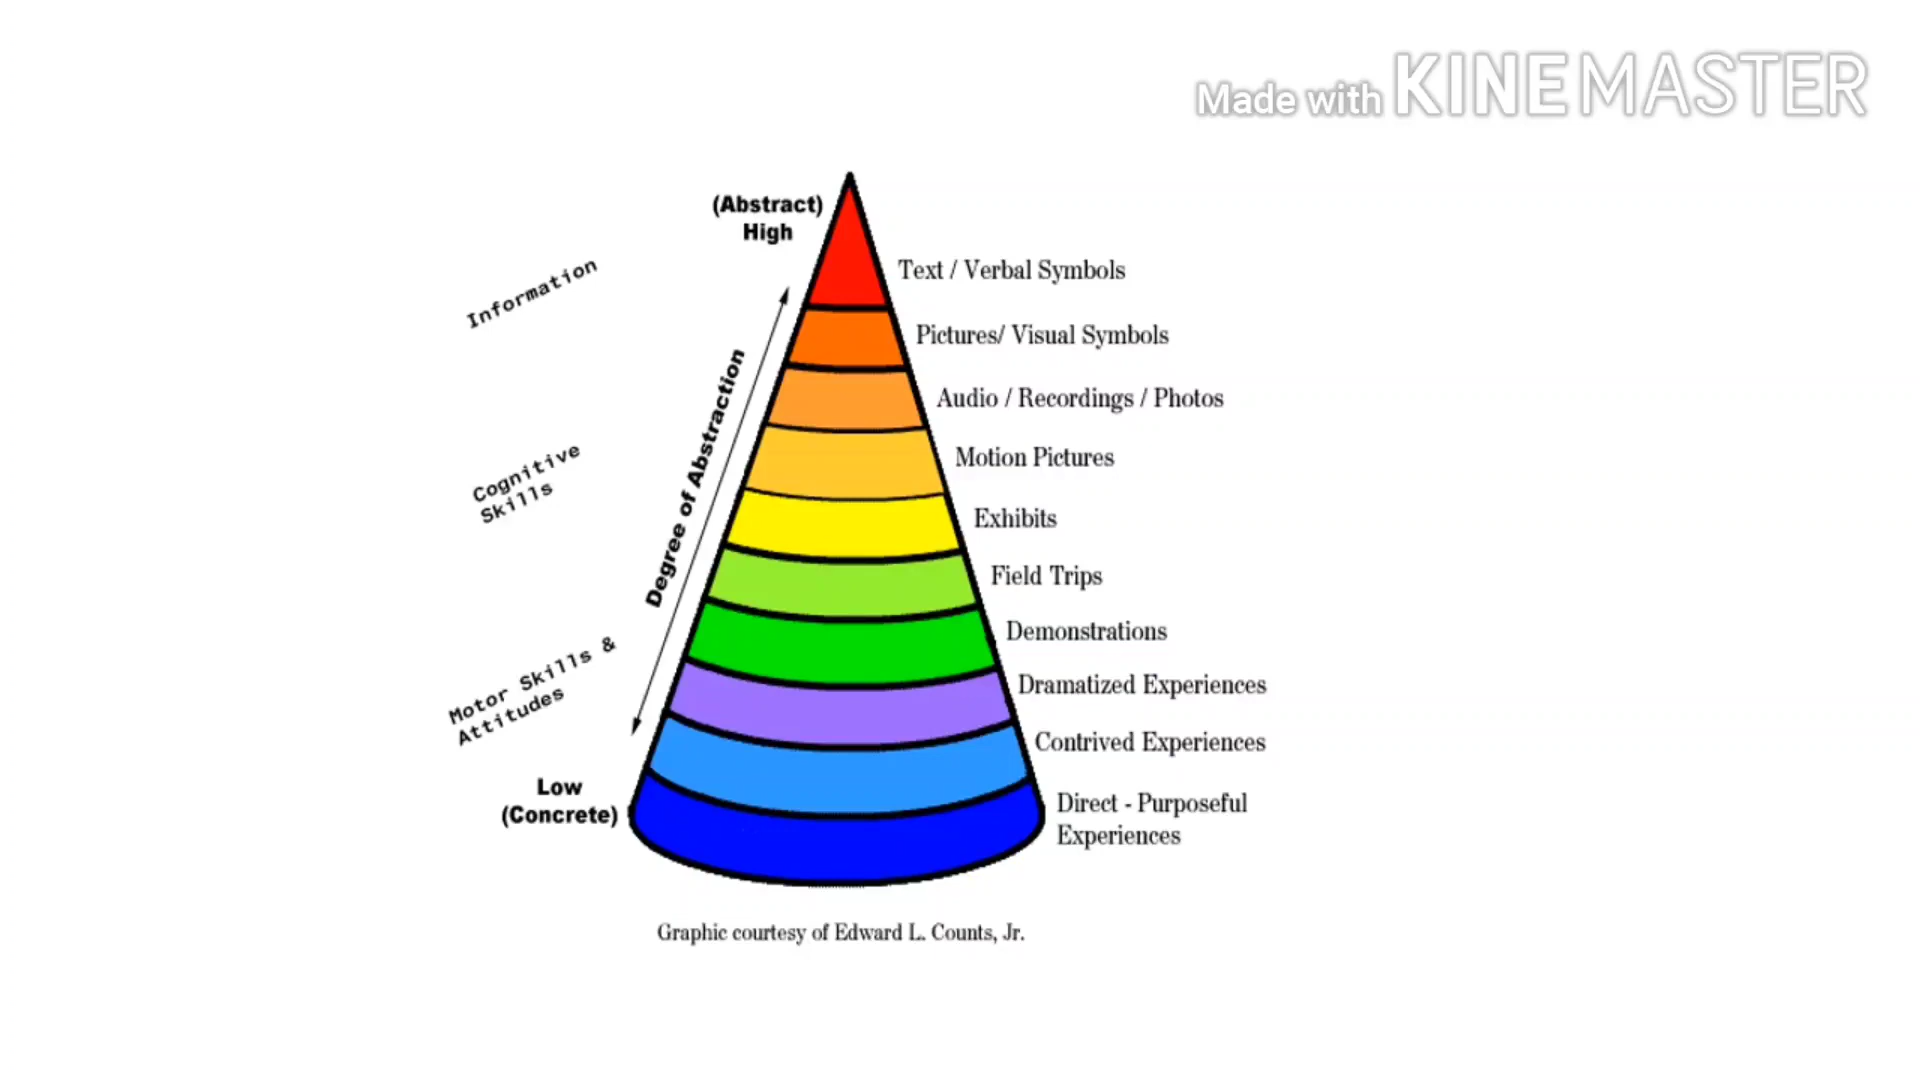 Made with KINEMASTER
(Abstract)
High
Information
Text / Verbal Symbols
Pictures/ Visual Symbols
Audio / Recordings / Photos
Degree of Abstraction
Motion Pictures
Cognitive
Skills
Exhibits
Field Trips
Demonstrations
Motor Skills &
Attitudes
Dramatized Experiences
Contrived Experiences
Low
(Concrete)
Direct - Purposeful
Experiences
Graphic courtesy of Edward L. Counts, Jr.